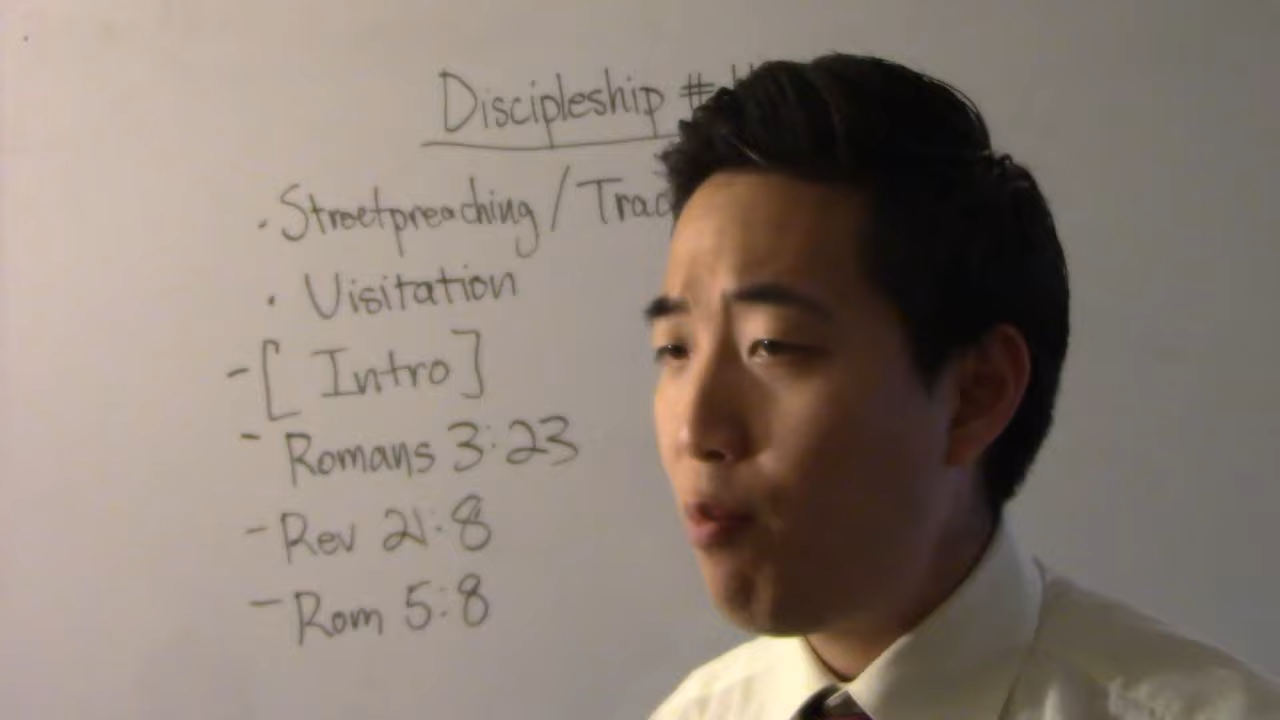 Discipleship #
· Streetpreaching / Trac
· Visitation
- [ Intro ]
- Romans 3:23
- Rev 21:8
- Rom 5:8